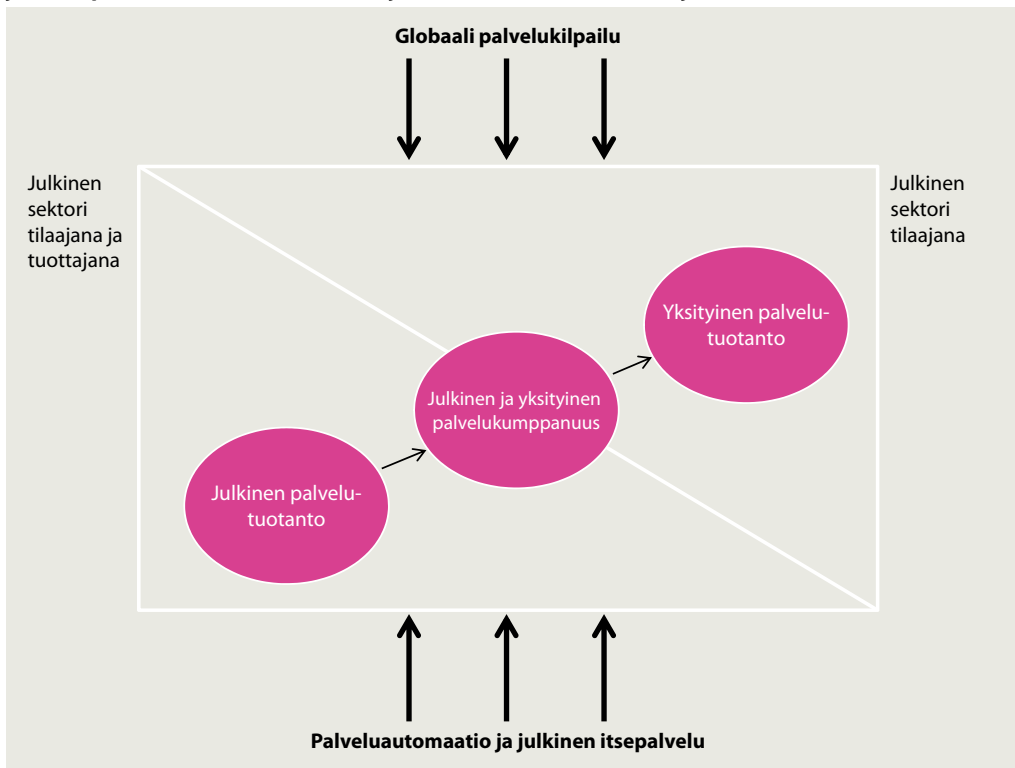 Globaali palvelukilpailu
Julkinen
sektori
tilaajana ja
tuottajana
Julkinen
sektori
tilaajana
Yksityinen palvelu-
tuotanto
Julkinen ja yksityinen
palvelukumppanuus
Julkinen palvelu-
tuotanto
Palveluautomaatio ja julkinen itsepalvelu